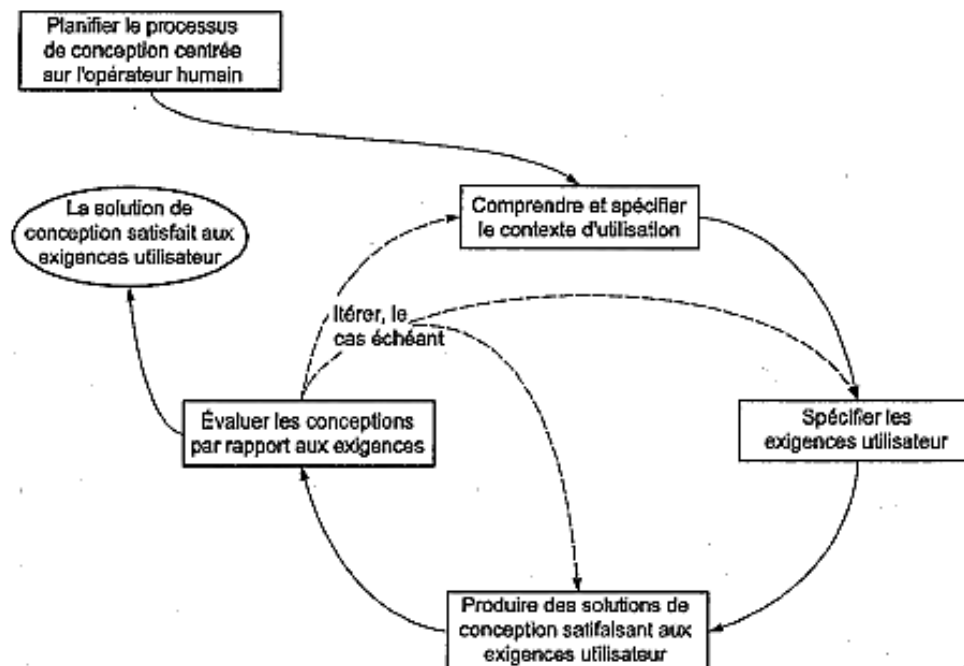 Planifier le processus
de conception centrée
sur l'opérateur humain
La solution de
conception satisfait aux
exigences utilisateur
Comprendre et spécifier
le contexte d'utilisation
Itérer, le
cas échéant
Évaluer les conceptions
par rapport aux exigences
Spécifier les
exigences utilisateur
Produire des solutions de
conception satifaisant aux
exigences utilisateur